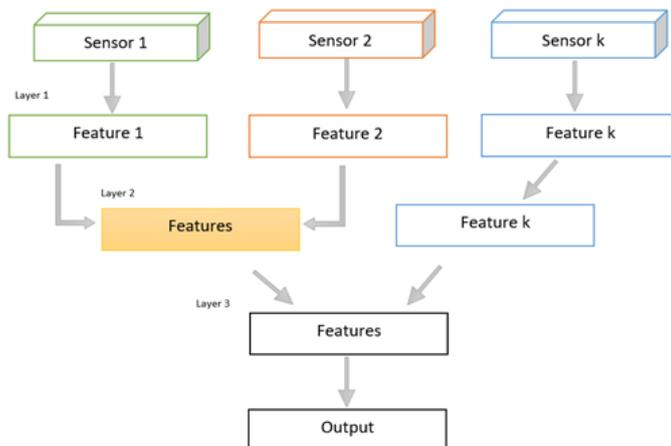 Sensor 1
Sensor 2
Sensor k
Layer 1
Feature 1
Feature 2
Feature k
Layer 2
Features
Feature k
Layer 3
Features
Output